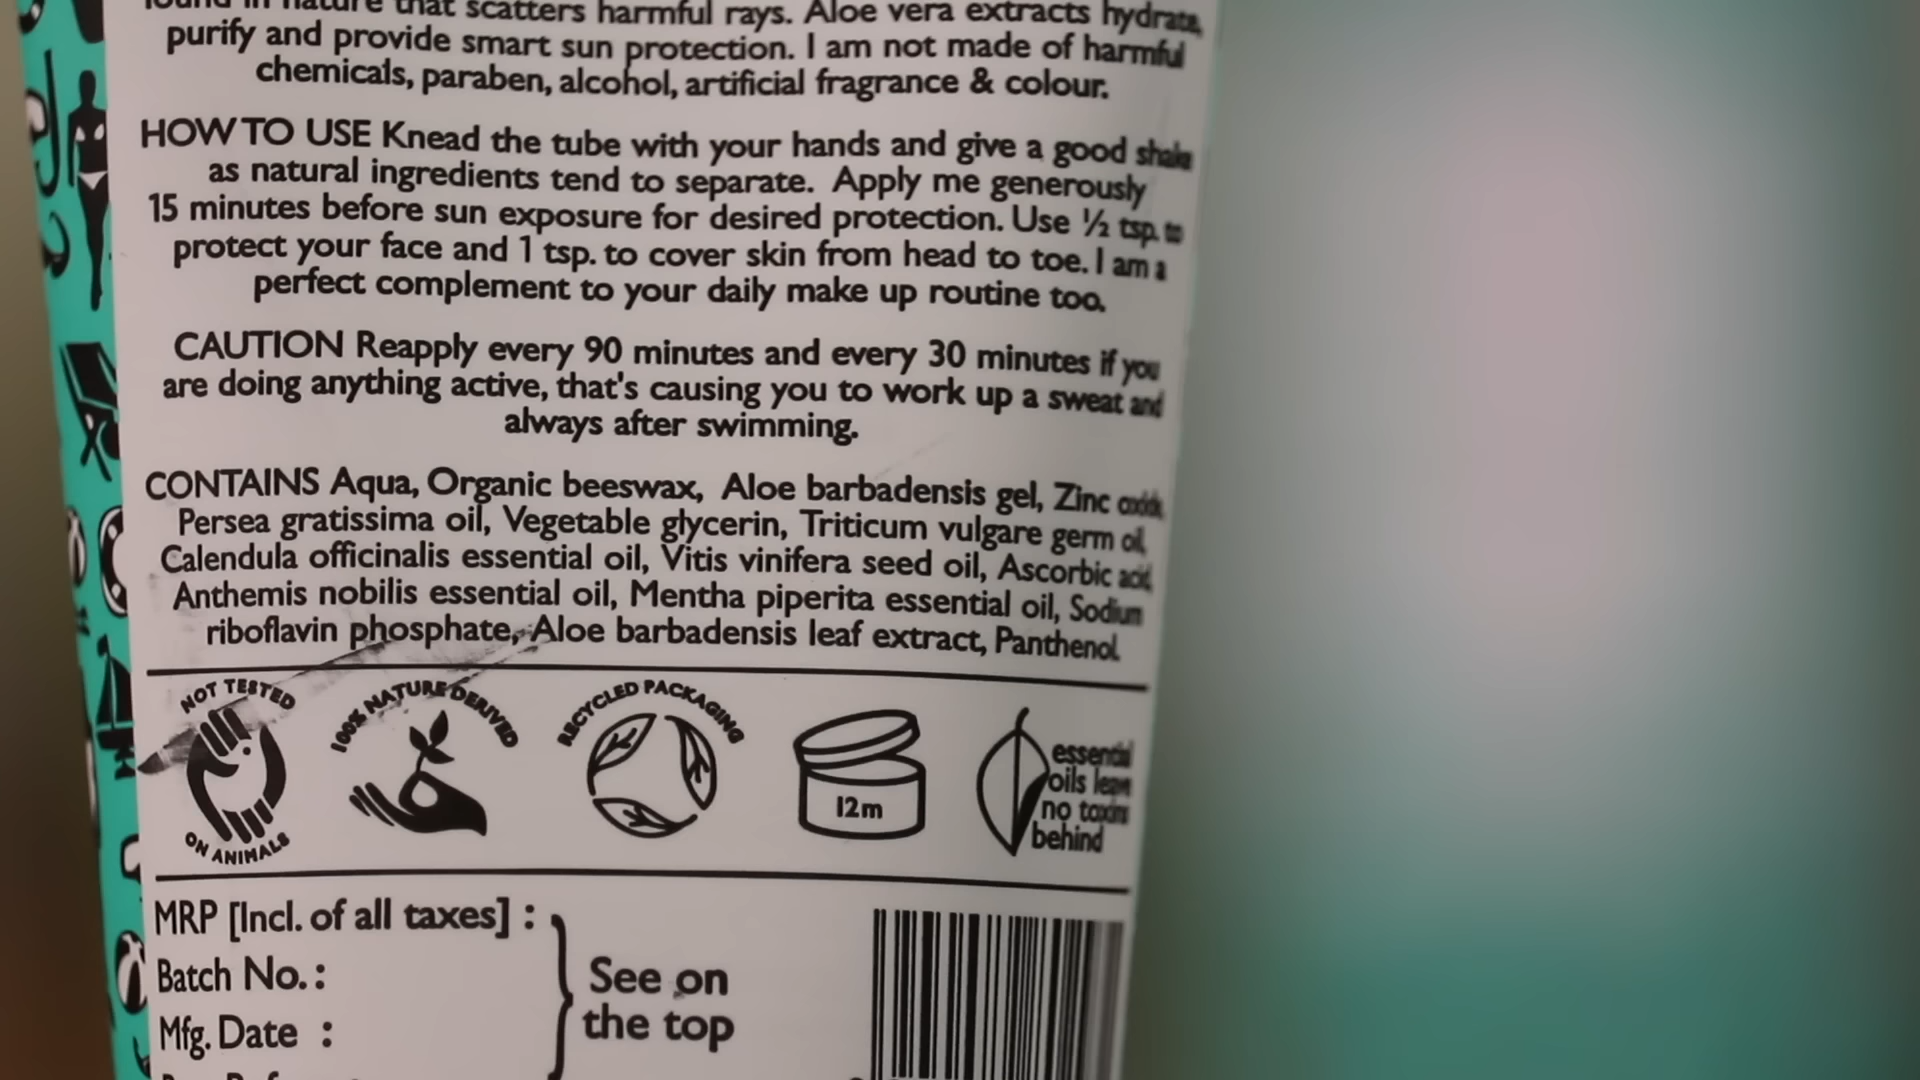 found in nature that scatters harmful rays. Aloe vera extracts hydrate,
purify and provide smart sun protection. I am not made of harmful
chemicals, paraben, alcohol, artificial fragrance & colour.
HOW TO USE Knead the tube with your hands and give a good shake
as natural ingredients tend to separate. Apply me generously
15 minutes before sun exposure for desired protection. Use ½ tsp. to
protect your face and 1 tsp. to cover skin from head to toe. I am a
perfect complement to your daily make up routine too.
CAUTION Reapply every 90 minutes and every 30 minutes if you
are doing anything active, that's causing you to work up a sweat and
always after swimming.
CONTAINS Aqua, Organic beeswax, Aloe barbadensis gel, Zinc oxide,
Persea gratissima oil, Vegetable glycerin, Triticum vulgare germ oil,
Calendula officinalis essential oil, Vitis vinifera seed oil, Ascorbic acid,
Anthemis nobilis essential oil, Mentha piperita essential oil, Sodium
riboflavin phosphate, Aloe barbadensis leaf extract, Panthenol.
NOT TESTED
ON ANIMALS
100% NATURE DERIVED
RECYCLED PACKAGING
12m
essential
oils leave
no toxins
behind
MRP [Incl. of all taxes] :
Batch No. :
Mfg. Date :
See on
the top